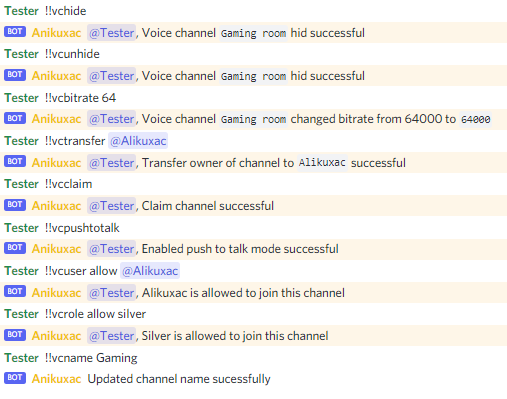 Tester !!vchide
BOT Anikuxac @Tester, Voice channel Gaming room hid successful
Tester !!vcunhide
BOT Anikuxac @Tester, Voice channel Gaming room hid successful
Tester !!vcbitrate 64
BOT Anikuxac @Tester, Voice channel Gaming room changed bitrate from 64000 to 64000
Tester !!vctransfer @Alikuxac
BOT Anikuxac @Tester, Transfer owner of channel to Alikuxac successful
Tester !!vcclaim
BOT Anikuxac @Tester, Claim channel successful
Tester !!vcpushtotalk
BOT Anikuxac @Tester, Enabled push to talk mode successful
Tester !!vcuser allow @Alikuxac
BOT Anikuxac @Tester, Alikuxac is allowed to join this channel
Tester !!vcrole allow silver
BOT Anikuxac @Tester, Silver is allowed to join this channel
Tester !!vcname Gaming
BOT Anikuxac Updated channel name sucessfully